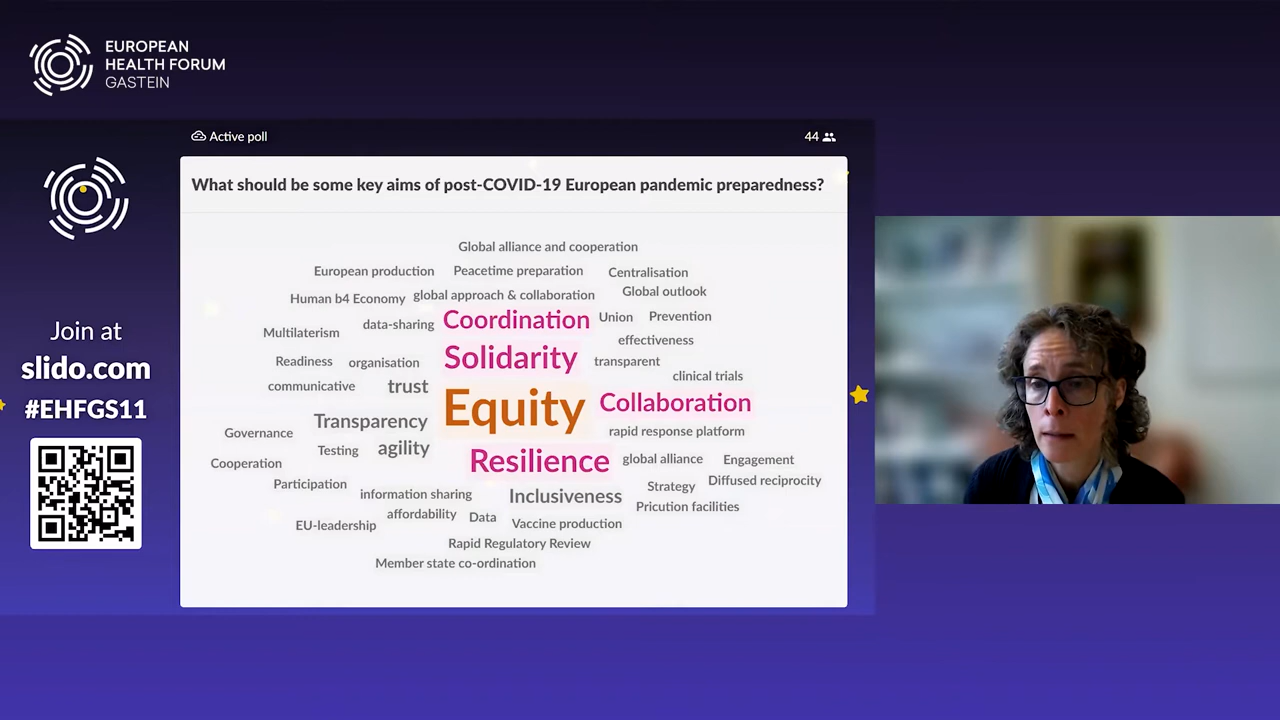 EUROPEAN
HEALTH FORUM
GASTEIN
Active poll
44
What should be some key aims of post-COVID-19 European pandemic preparedness?
Join at
slido.com
#EHFGS11
Global alliance and cooperation
European production
Peacetime preparation
Centralisation
Human b4 Economy
global approach & collaboration
Global outlook
Multilaterism
data-sharing
Coordination
Union
Prevention
effectiveness
Readiness
organisation
Solidarity
transparent
communicative
trust
clinical trials
Equity
Collaboration
Transparency
Governance
rapid response platform
Testing
agility
Cooperation
Resilience
global alliance
Engagement
Participation
information sharing
Inclusiveness
Strategy
Diffused reciprocity
EU-leadership
affordability
Data
Vaccine production
Pricution facilities
Rapid Regulatory Review
Member state co-ordination